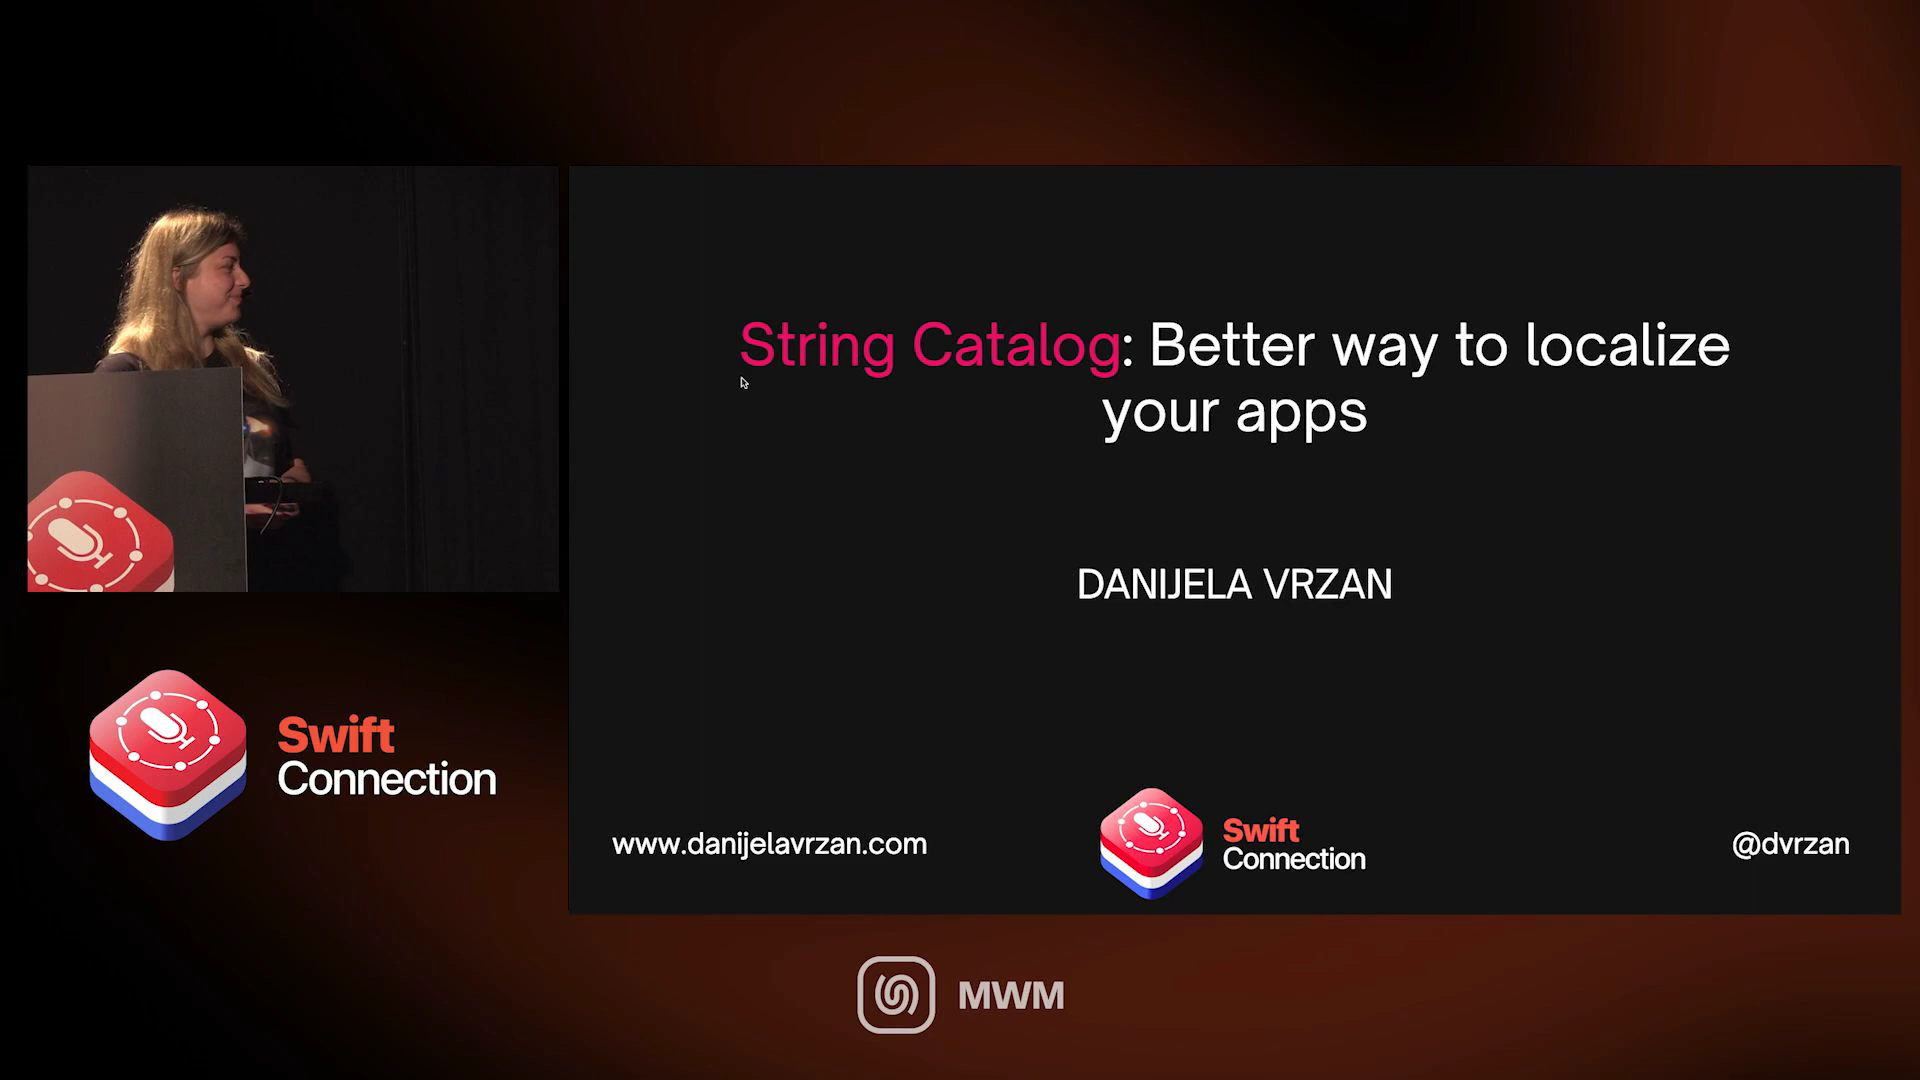 String Catalog: Better way to localize
your apps
DANIJELA VRZAN
www.danijelavrzan.com
Swift
Connection
@dvrzan
Swift
Connection
MWM